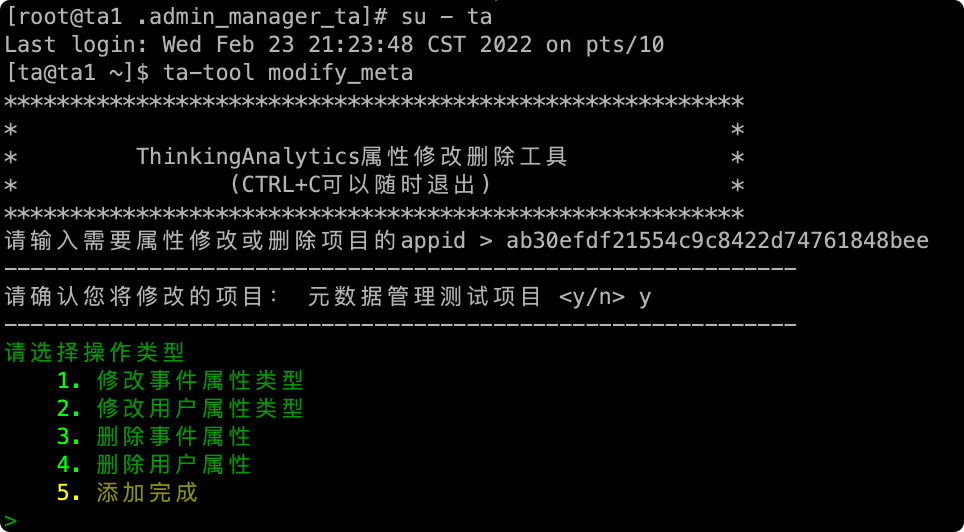 [root@ta1 .admin_manager_ta]# su - ta
Last login: Wed Feb 23 21:23:48 CST 2022 on pts/10
[ta@ta1 ~]$ ta-tool modify_meta
********************************************************
*                                                      *
*         ThinkingAnalytics属性修改删除工具            *
*                (CTRL+C可以随时退出)                  *
********************************************************
请输入需要属性修改或删除项目的appid > ab30efdf21554c9c8422d74761848bee
------------------------------------------------------------
请确认您将修改的项目： 元数据管理测试项目 <y/n> y
------------------------------------------------------------
请选择操作类型
    1. 修改事件属性类型
    2. 修改用户属性类型
    3. 删除事件属性
    4. 删除用户属性
    5. 添加完成
>